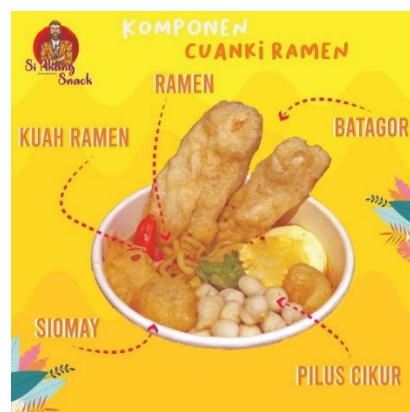 KOMPONEN
CUANKI RAMEN
Si Akang
Snack
RAMEN
BATAGOR
KUAH RAMEN
SIOMAY
PILUS CIKUR